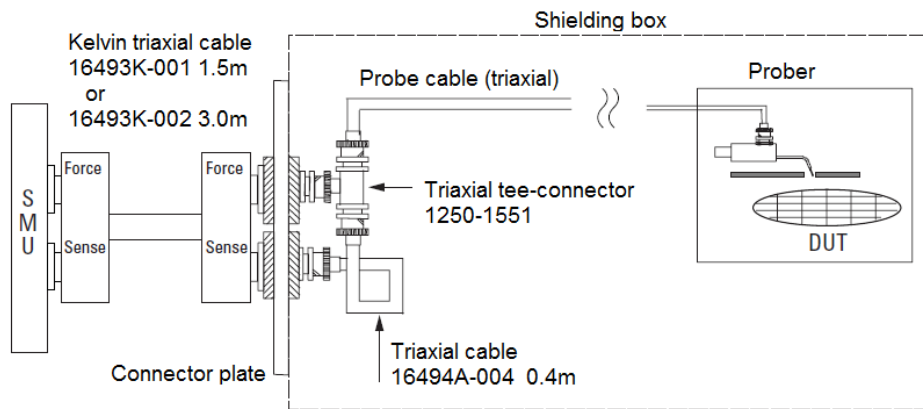 Shielding box
Kelvin triaxial cable
16493K-001 1.5m
or
16493K-002 3.0m
Probe cable (triaxial)
Prober
SMU
Force
Force
Sense
Sense
Triaxial tee-connector
1250-1551
DUT
Triaxial cable
16494A-004 0.4m
Connector plate